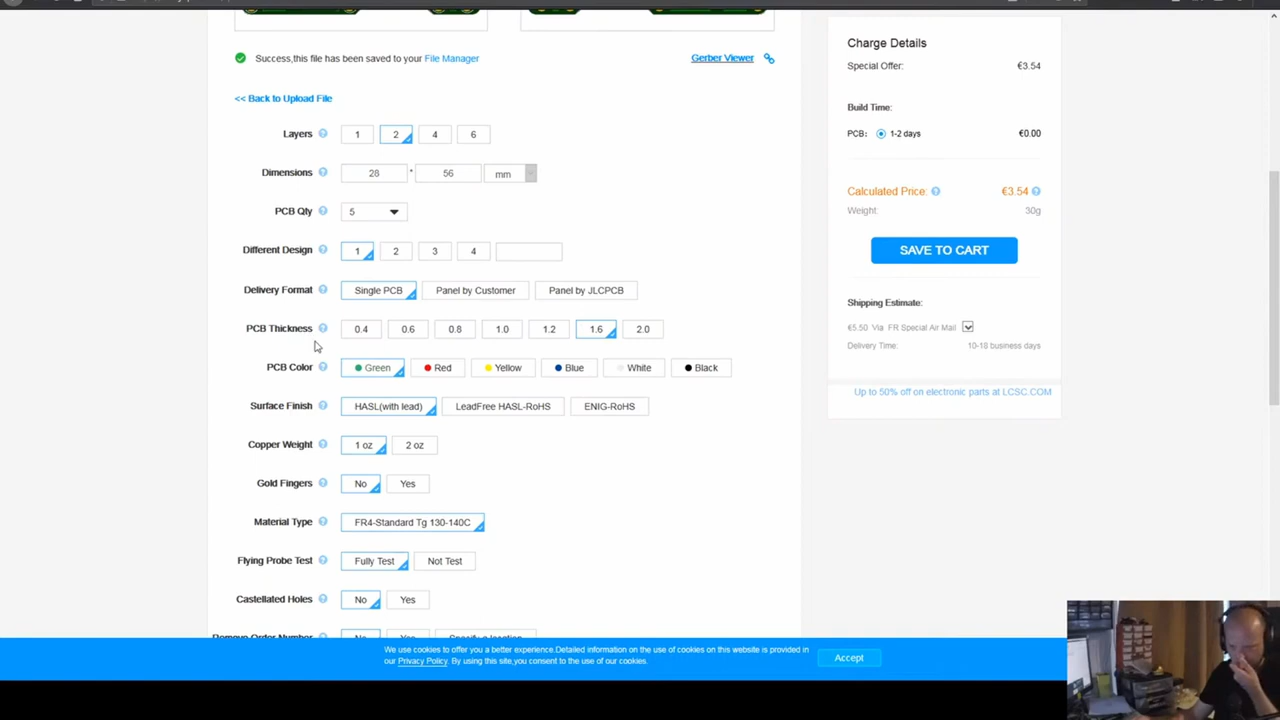 Success,this file has been saved to your File Manager
Gerber Viewer
<< Back to Upload File
Layers 1 2 4 6
Dimensions 28 * 56 mm
PCB Qty 5
Different Design 1 2 3 4
Delivery Format Single PCB Panel by Customer Panel by JLCPCB
PCB Thickness 0.4 0.6 0.8 1.0 1.2 1.6 2.0
PCB Color Green Red Yellow Blue White Black
Surface Finish HASL(with lead) LeadFree HASL-RoHS ENIG-RoHS
Copper Weight 1 oz 2 oz
Gold Fingers No Yes
Material Type FR4-Standard Tg 130-140C
Flying Probe Test Fully Test Not Test
Castellated Holes No Yes
Remove Order Number No Yes Specify a location
Charge Details
Special Offer: €3.54
Build Time:
PCB: 1-2 days €0.00
Calculated Price: €3.54
Weight: 30g
SAVE TO CART
Shipping Estimate:
€5.50 Via FR Special Air Mail
Delivery Time: 10-18 business days
Up to 50% off on electronic parts at LCSC.COM
We use cookies to offer you a better experience.Detailed information on the use of cookies on this website is provided in
our Privacy Policy. By using this site,you consent to the use of our cookies.
Accept